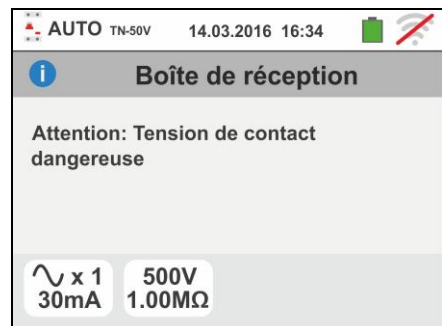 AUTO TN-50V 14.03.2016 16:34
i Boîte de réception
Attention: Tension de contact
dangereuse
x 1 500V
30mA 1.00MΩ